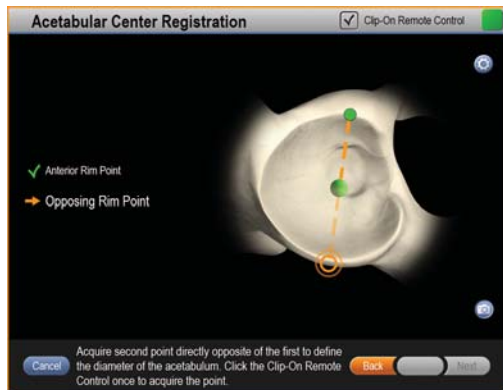 Acetabular Center Registration
Clip-On Remote Control
Anterior Rim Point
Opposing Rim Point
Acquire second point directly opposite of the first to define
the diameter of the acetabulum. Click the Clip-On Remote
Control once to acquire the point.
Cancel
Back
Next